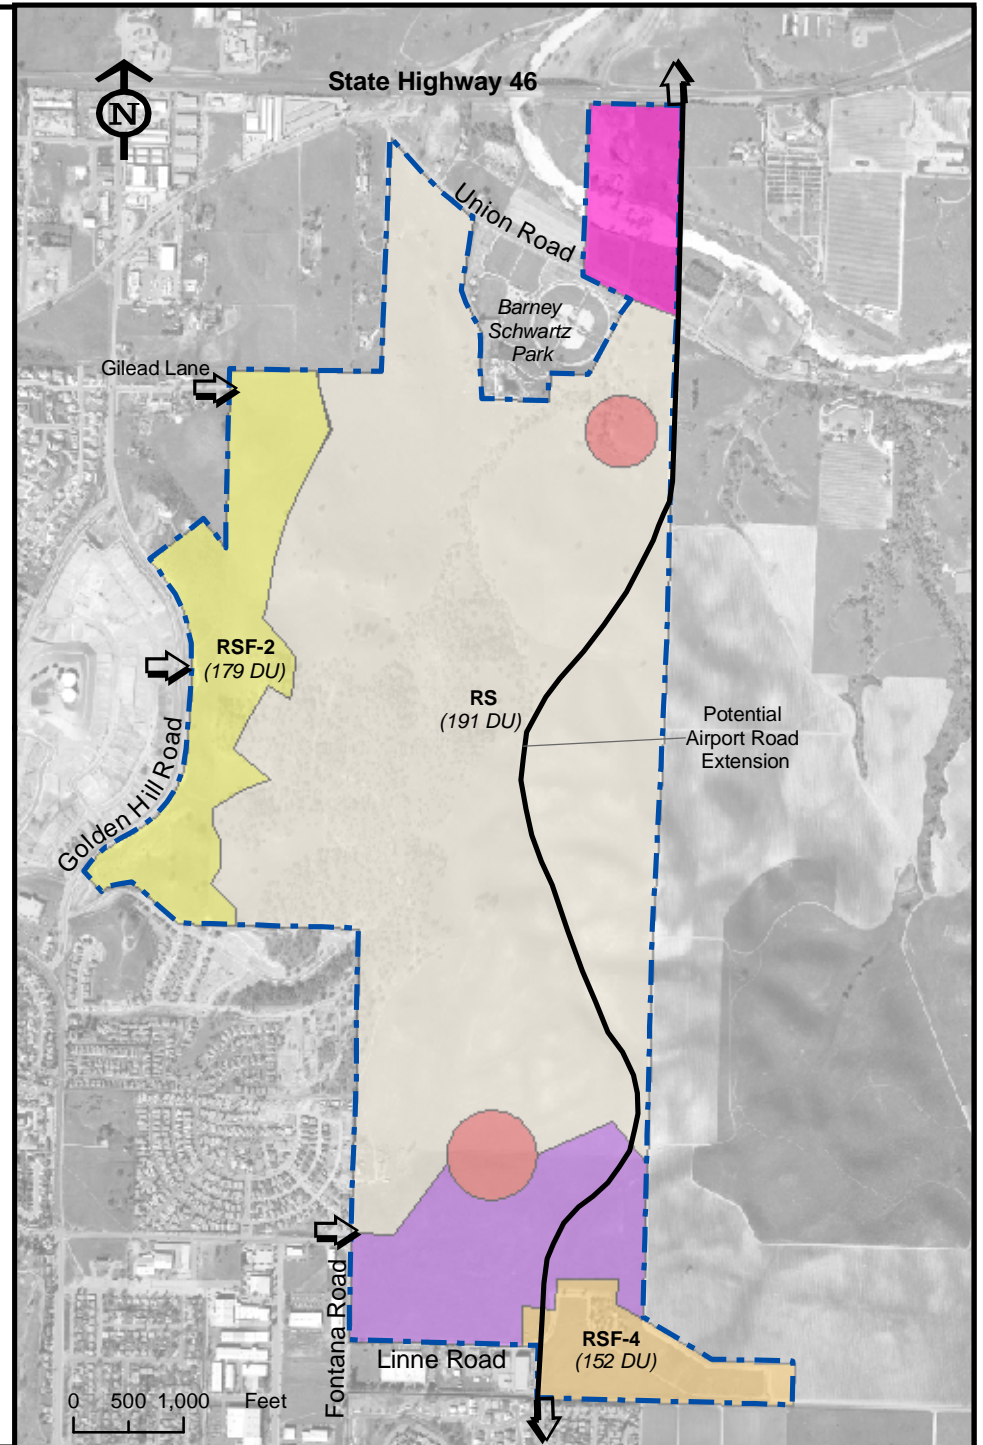 State Highway 46
N
Union Road
Barney
Schwartz
Park
Gilead Lane
RSF-2
(179 DU)
RS
(191 DU)
Potential
Airport Road
Extension
Golden Hill Road
Fontana Road
RSF-4
(152 DU)
Linne Road
0 500 1,000 Feet